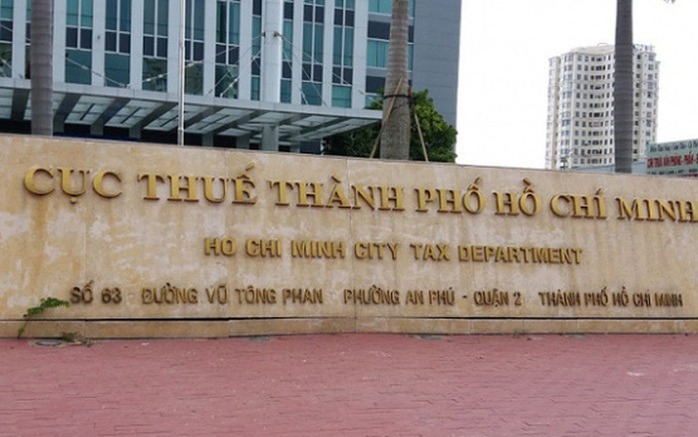 CỤC THUẾ THÀNH PHỐ HỒ CHÍ MINH
HO CHI MINH CITY TAX DEPARTMENT
SỐ 63 - ĐƯỜNG VŨ TÔNG PHAN PHƯỜNG AN PHÚ - QUẬN 2 THÀNH PHỐ HỒ CHÍ MINH